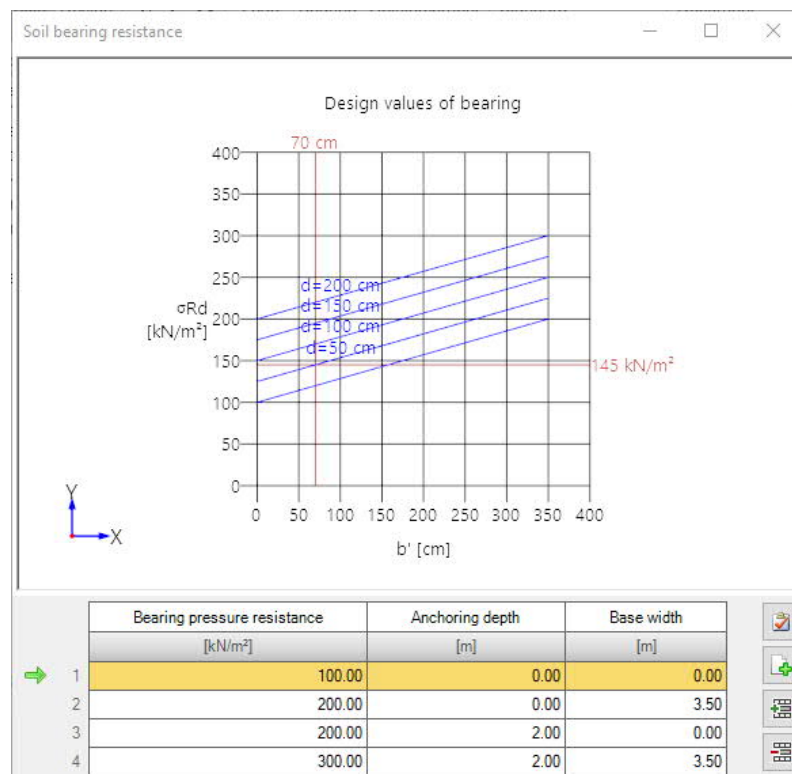 Soil bearing resistance
Design values of bearing
70 cm
400
350
300
250
200
150
100
50
0
σRd
[kN/m²]
d=200 cm
d=150 cm
d=100 cm
d=50 cm
145 kN/m²
0 50 100 150 200 250 300 350 400
b' [cm]
Y
X
Bearing pressure resistance Anchoring depth Base width
[kN/m²] [m] [m]
1 100.00 0.00 0.00
2 200.00 0.00 3.50
3 200.00 2.00 0.00
4 300.00 2.00 3.50